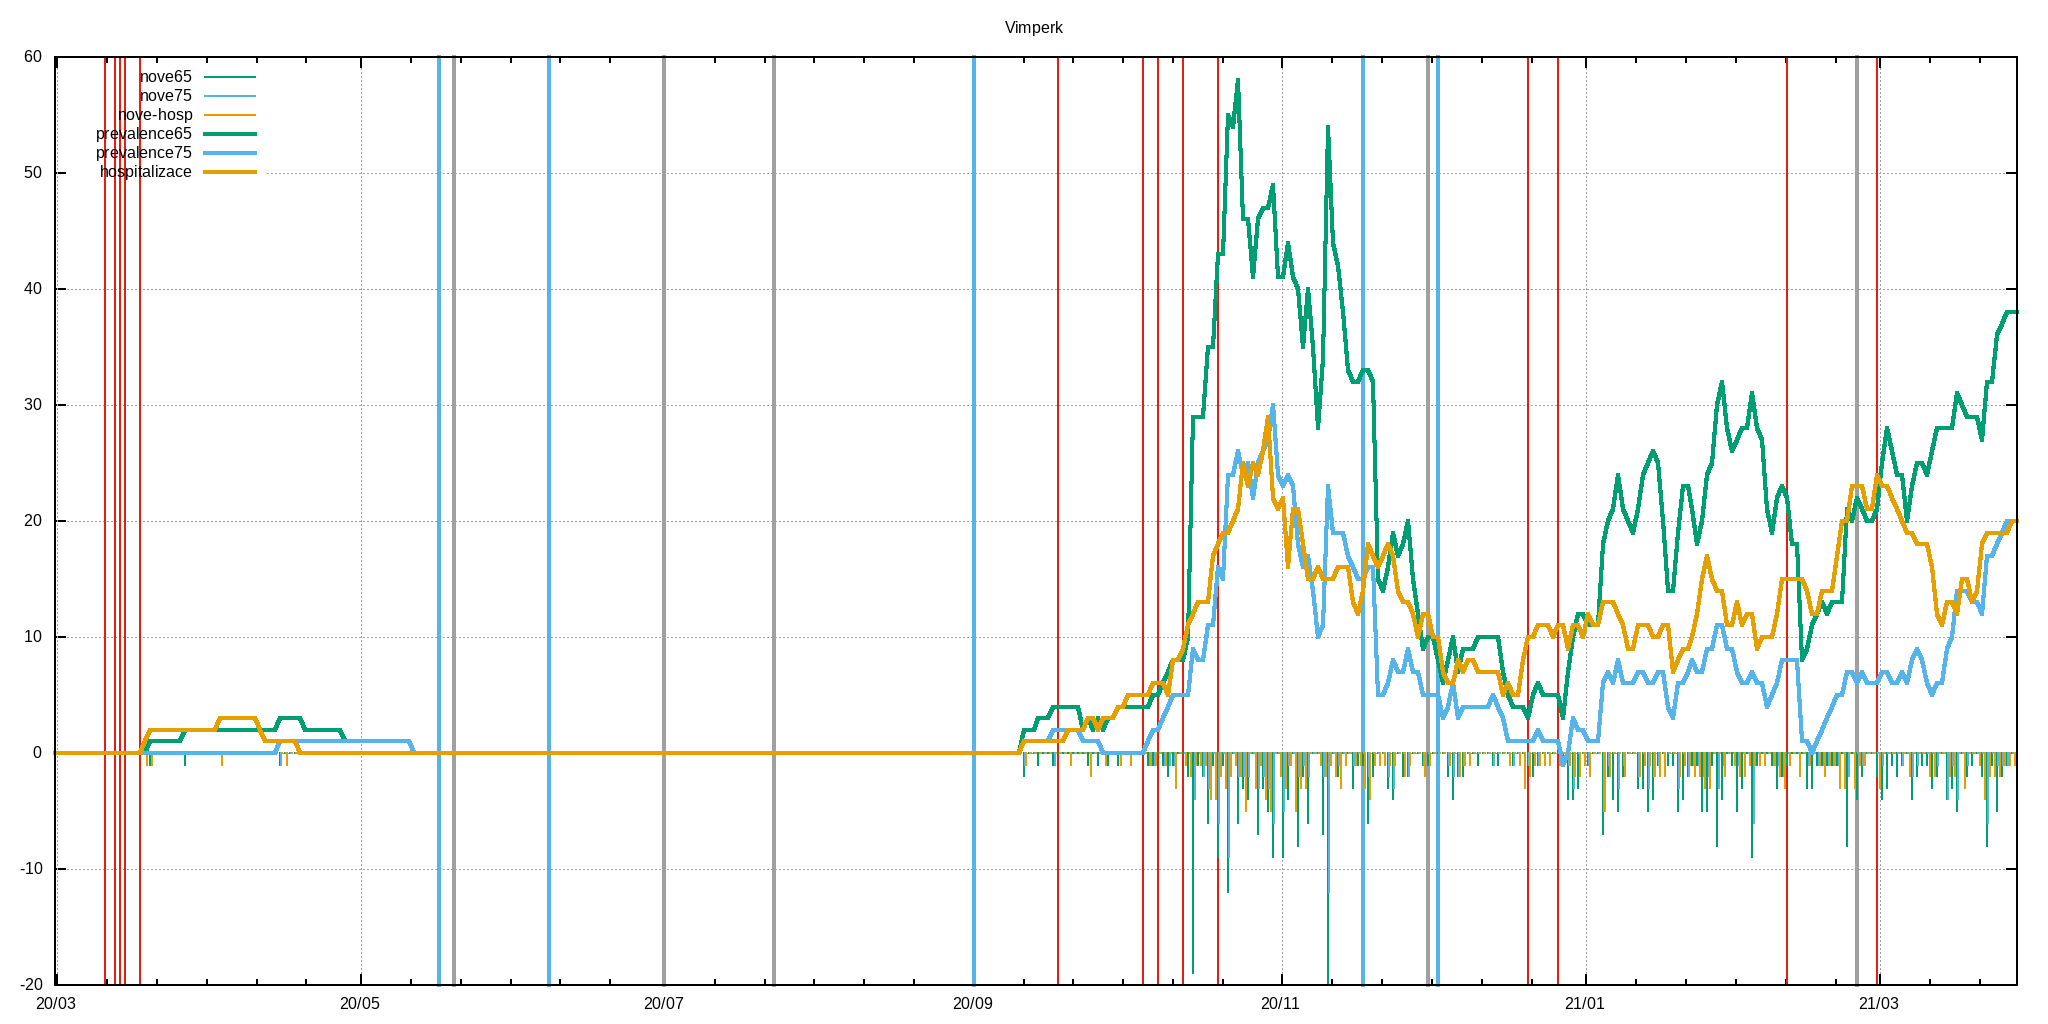 Vimperk
60
50
40
30
20
10
0
-10
-20
nove65
nove75
nove-hosp
prevalence65
prevalence75
hospitalizace
20/03 20/05 20/07 20/09 20/11 21/01 21/03